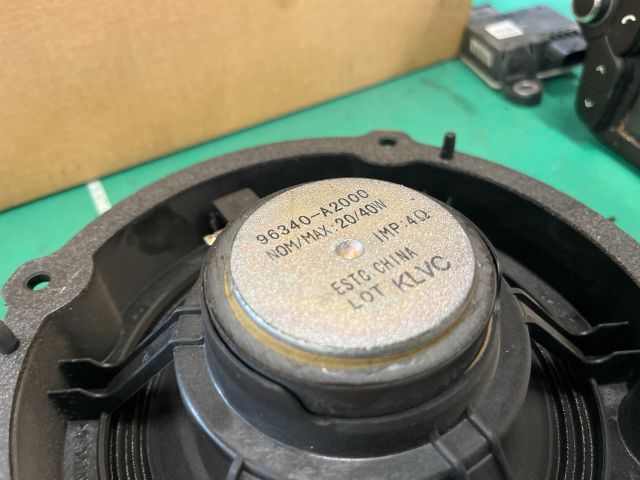 96340-A2000
NOM/MAX:20/40W
IMP:4Ω
ESTC CHINA
LOT KLVC